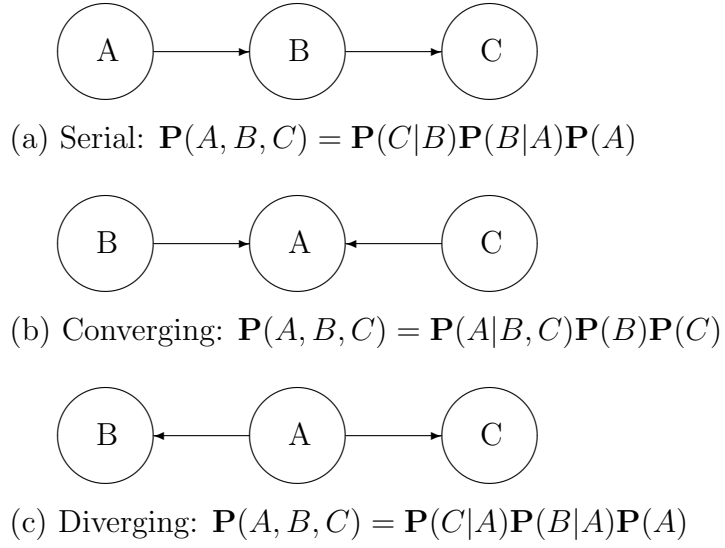 A B C
(a) Serial: P(A, B, C) = P(C|B)P(B|A)P(A)
B A C
(b) Converging: P(A, B, C) = P(A|B, C)P(B)P(C)
B A C
(c) Diverging: P(A, B, C) = P(C|A)P(B|A)P(A)